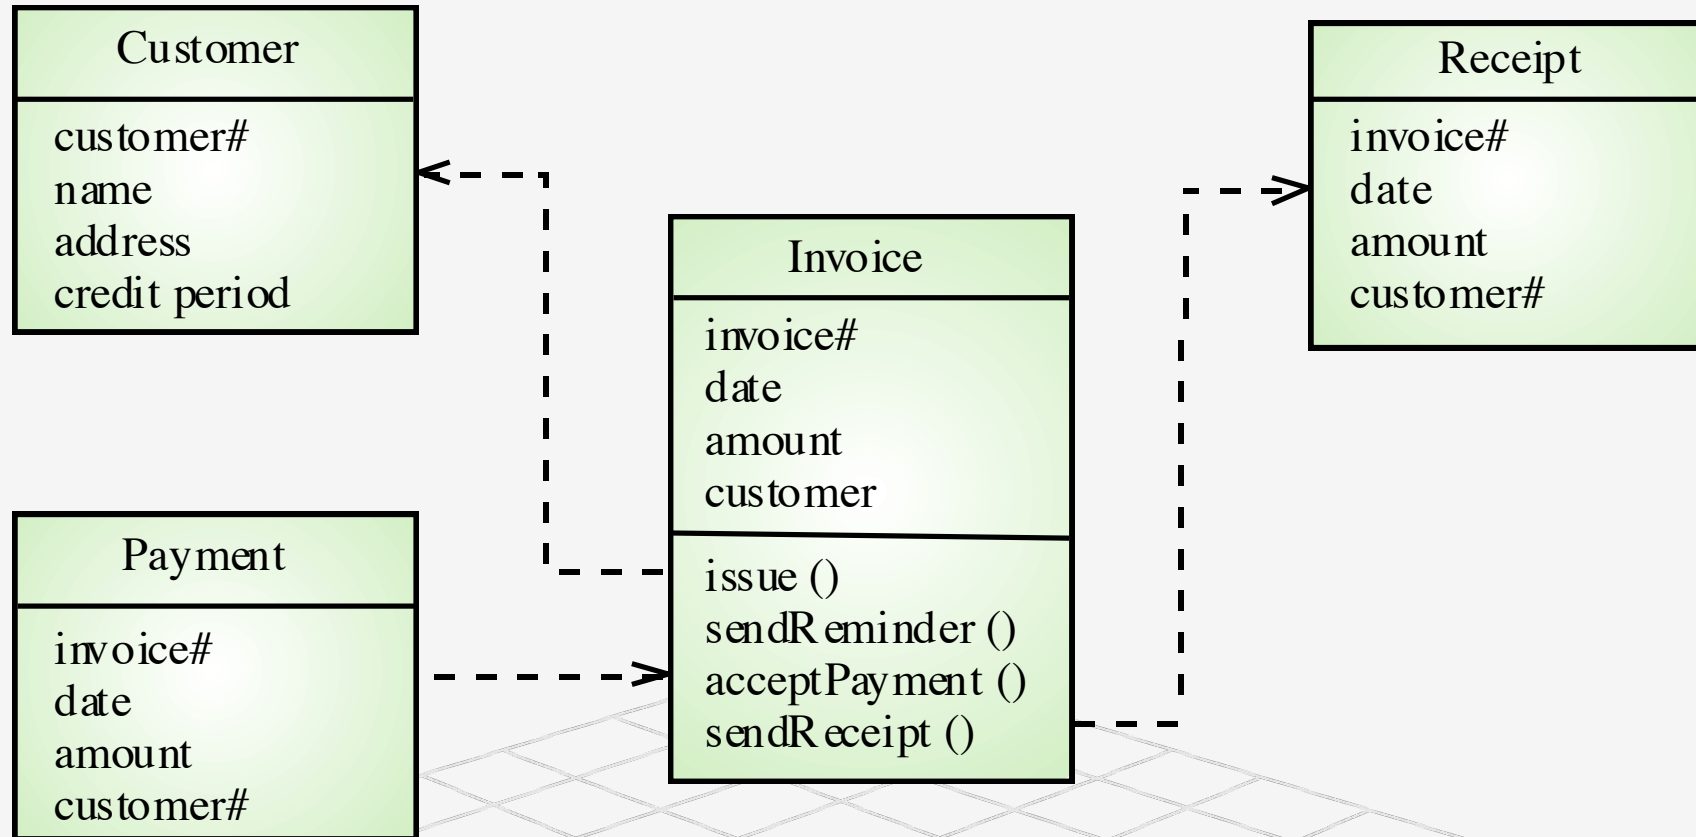 Customer
customer#
name
address
credit period
Payment
invoice#
date
amount
customer#
Invoice
invoice#
date
amount
customer
issue ()
sendReminder ()
acceptPayment ()
sendReceipt ()
Receipt
invoice#
date
amount
customer#